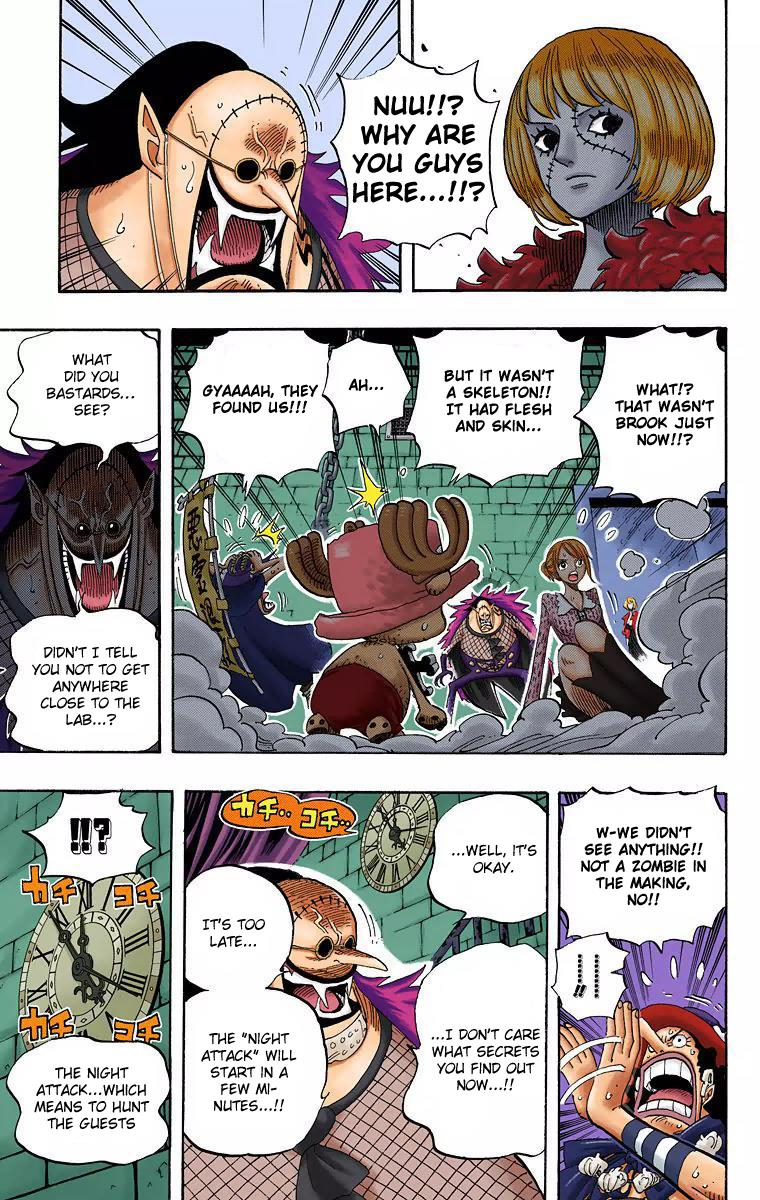 NUU!!?
WHY ARE
YOU GUYS
HERE...!!?
WHAT!?
THAT WASN'T
BROOK JUST
NOW!!?
BUT IT WASN'T
A SKELETON!!
IT HAD FLESH
AND SKIN...
AH...
GYAAAAH, THEY
FOUND US!!!
WHAT
DID YOU
BASTARDS...
SEE?
DIDN'T I TELL
YOU NOT TO GET
ANYWHERE
CLOSE TO THE
LAB...?
W-WE DIDN'T
SEE ANYTHING!!
NOT A ZOMBIE IN
THE MAKING,
NO!!
...........!!
カチ.. コチ..
...WELL, IT'S
OKAY.
...I DON'T CARE
WHAT SECRETS
YOU FIND OUT
NOW...!!
IT'S TOO
LATE...
THE "NIGHT
ATTACK" WILL
START IN A
FEW MI-
NUTES...!!
!!?
カチ コチ
カチ コチ
THE NIGHT
ATTACK...WHICH
MEANS TO HUNT
THE GUESTS